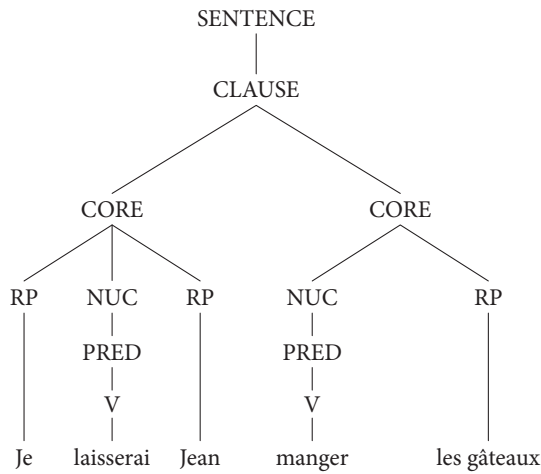 SENTENCE
CLAUSE
CORE CORE
RP NUC RP NUC RP
PRED PRED
V V
Je laisserai Jean manger les gâteaux